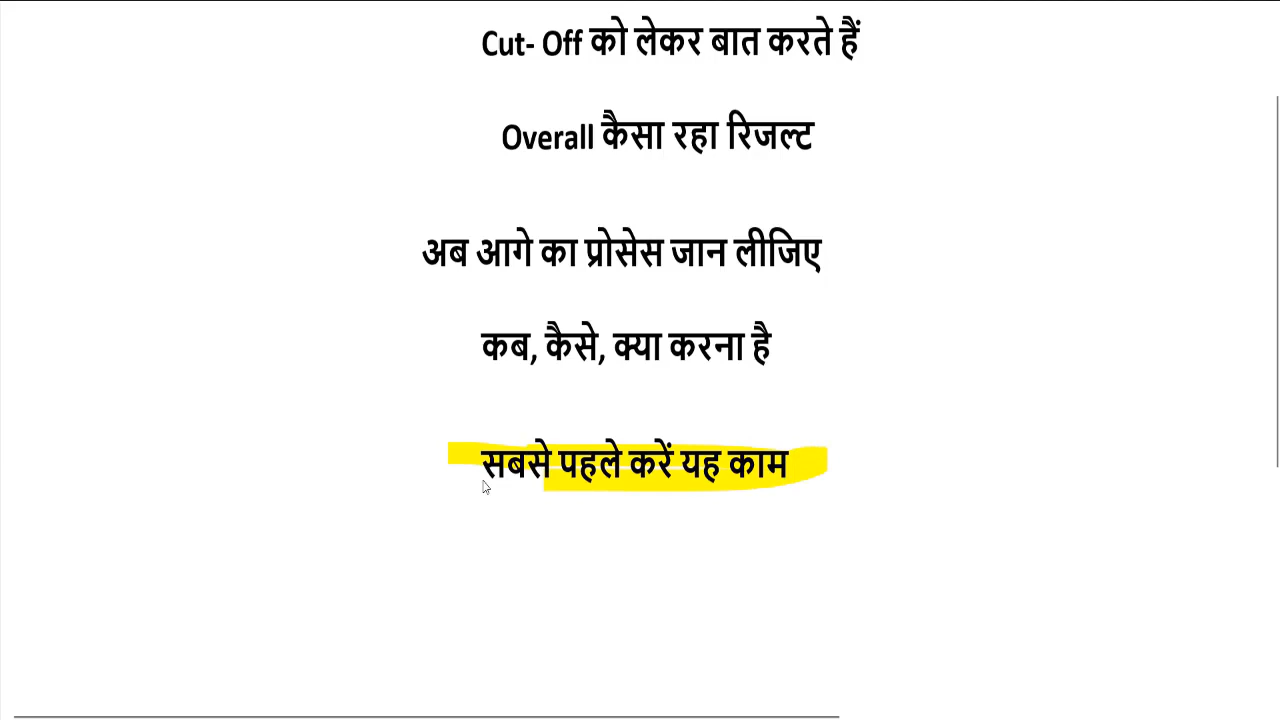 Cut- Off को लेकर बात करते हैं
Overall कैसा रहा रिजल्ट
अब आगे का प्रोसेस जान लीजिए
कब, कैसे, क्या करना है
सबसे पहले करें यह काम